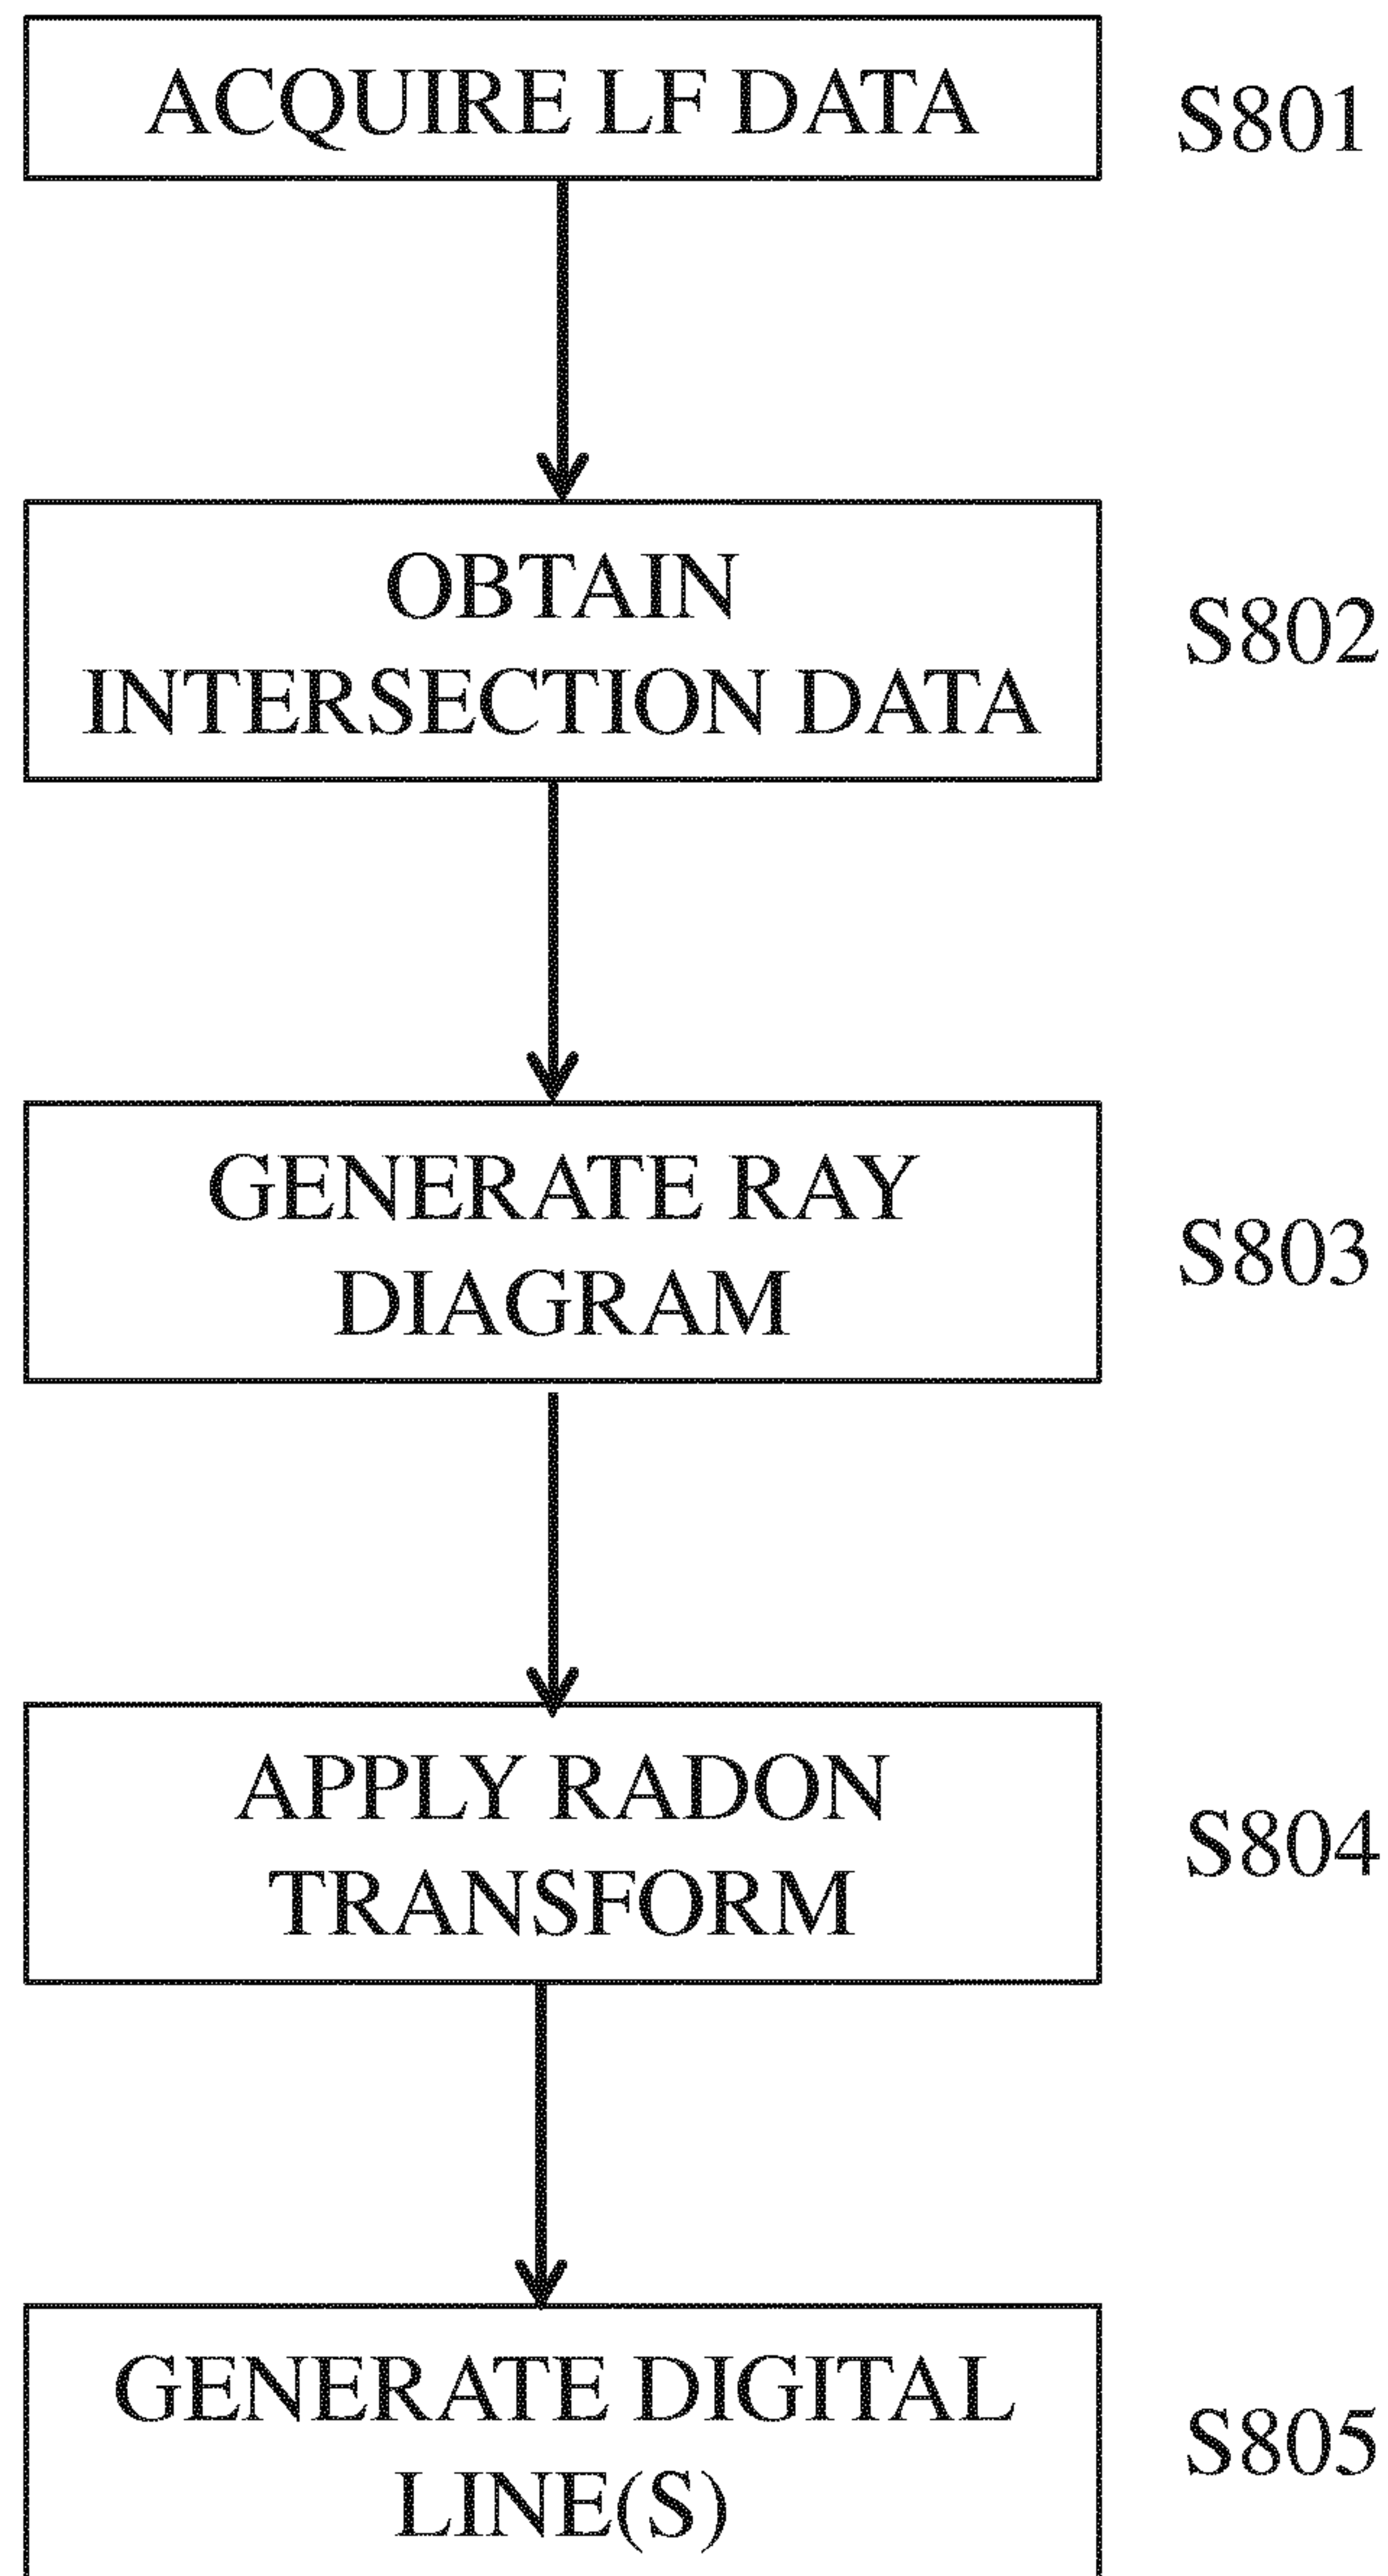 ACQUIRE LF DATA
S801
OBTAIN
INTERSECTION DATA
S802
GENERATE RAY
DIAGRAM
S803
APPLY RADON
TRANSFORM
S804
GENERATE DIGITAL
LINE(S)
S805